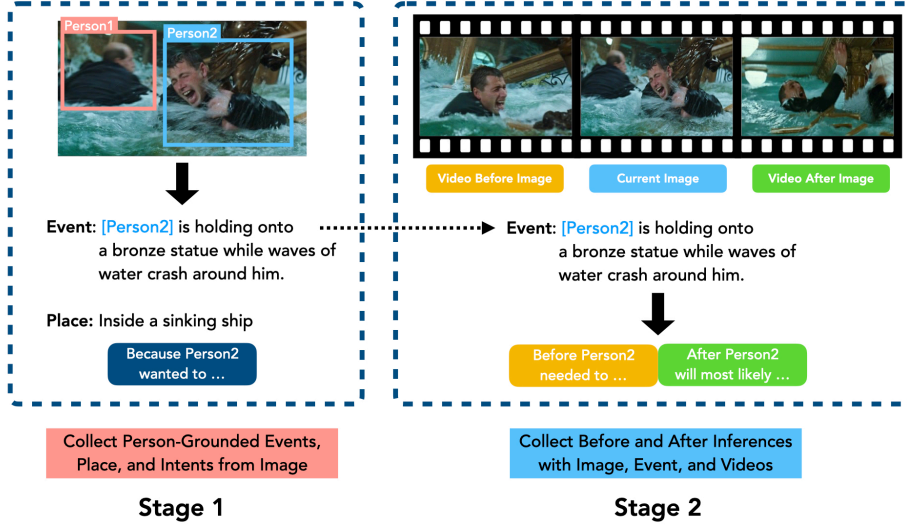 Person1
Person2
Event: [Person2] is holding onto
a bronze statue while waves of
water crash around him.
Place: Inside a sinking ship
Because Person2
wanted to ...
Collect Person-Grounded Events,
Place, and Intents from Image
Stage 1
Video Before Image
Current Image
Video After Image
Event: [Person2] is holding onto
a bronze statue while waves of
water crash around him.
Before Person2
needed to ...
After Person2
will most likely ...
Collect Before and After Inferences
with Image, Event, and Videos
Stage 2